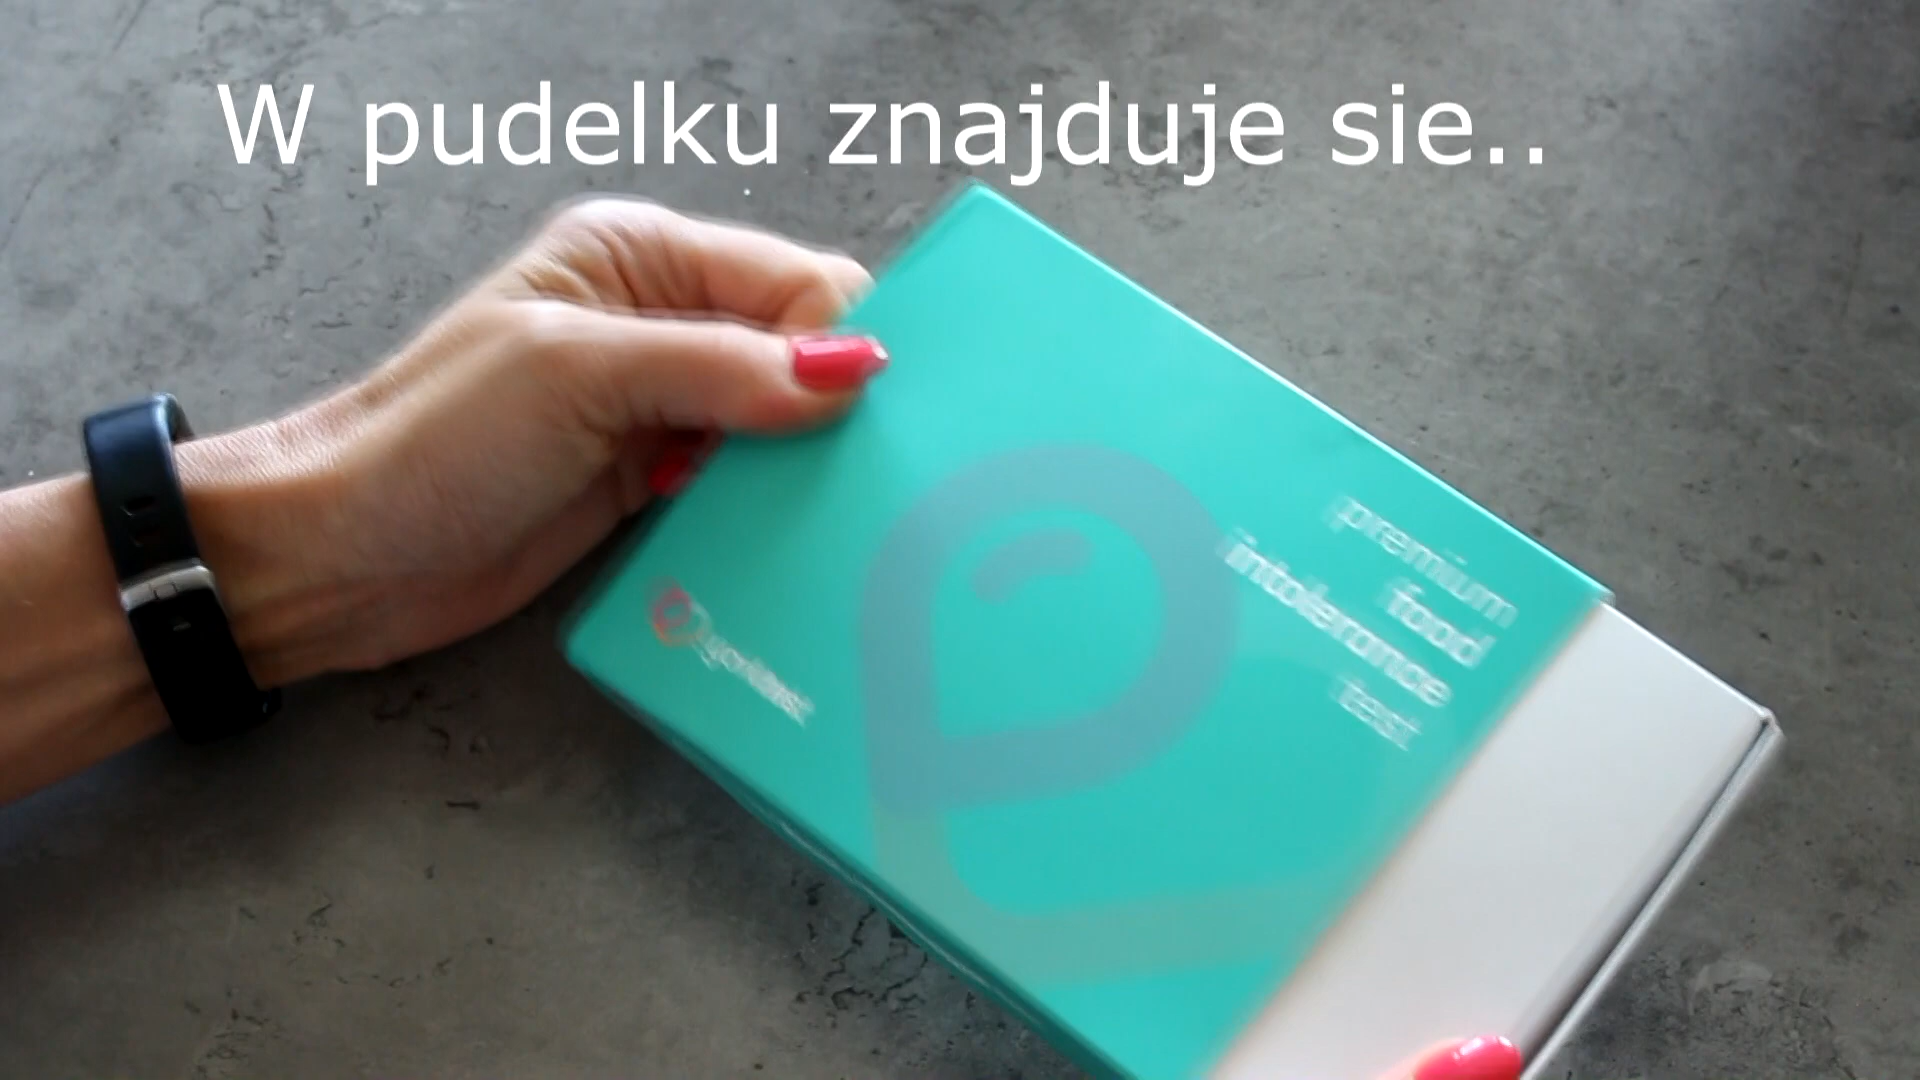 W pudelku znajduje sie..
premium
food
intolerance
test